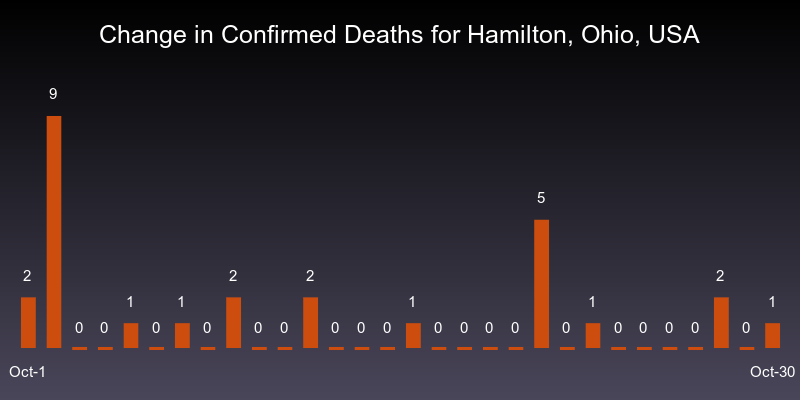 Change in Confirmed Deaths for Hamilton, Ohio, USA
2 9 0 0 1 0 1 0 2 0 0 2 0 0 0 1 0 0 0 0 5 0 1 0 0 0 0 2 0 1
Oct-1 Oct-30